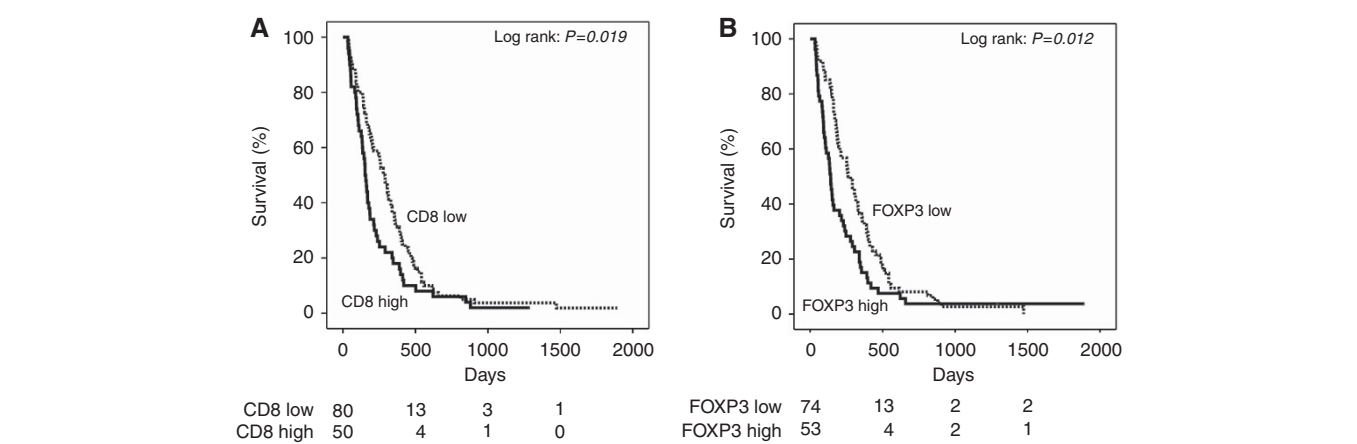 A
Log rank: P=0.019
Survival (%)
100
80
60
40
20
0
CD8 low
CD8 high
0 500 1000 1500 2000
Days
CD8 low 80 13 3 1
CD8 high 50 4 1 0
B
Log rank: P=0.012
Survival (%)
100
80
60
40
20
0
FOXP3 low
FOXP3 high
0 500 1000 1500 2000
Days
FOXP3 low 74 13 2 2
FOXP3 high 53 4 2 1